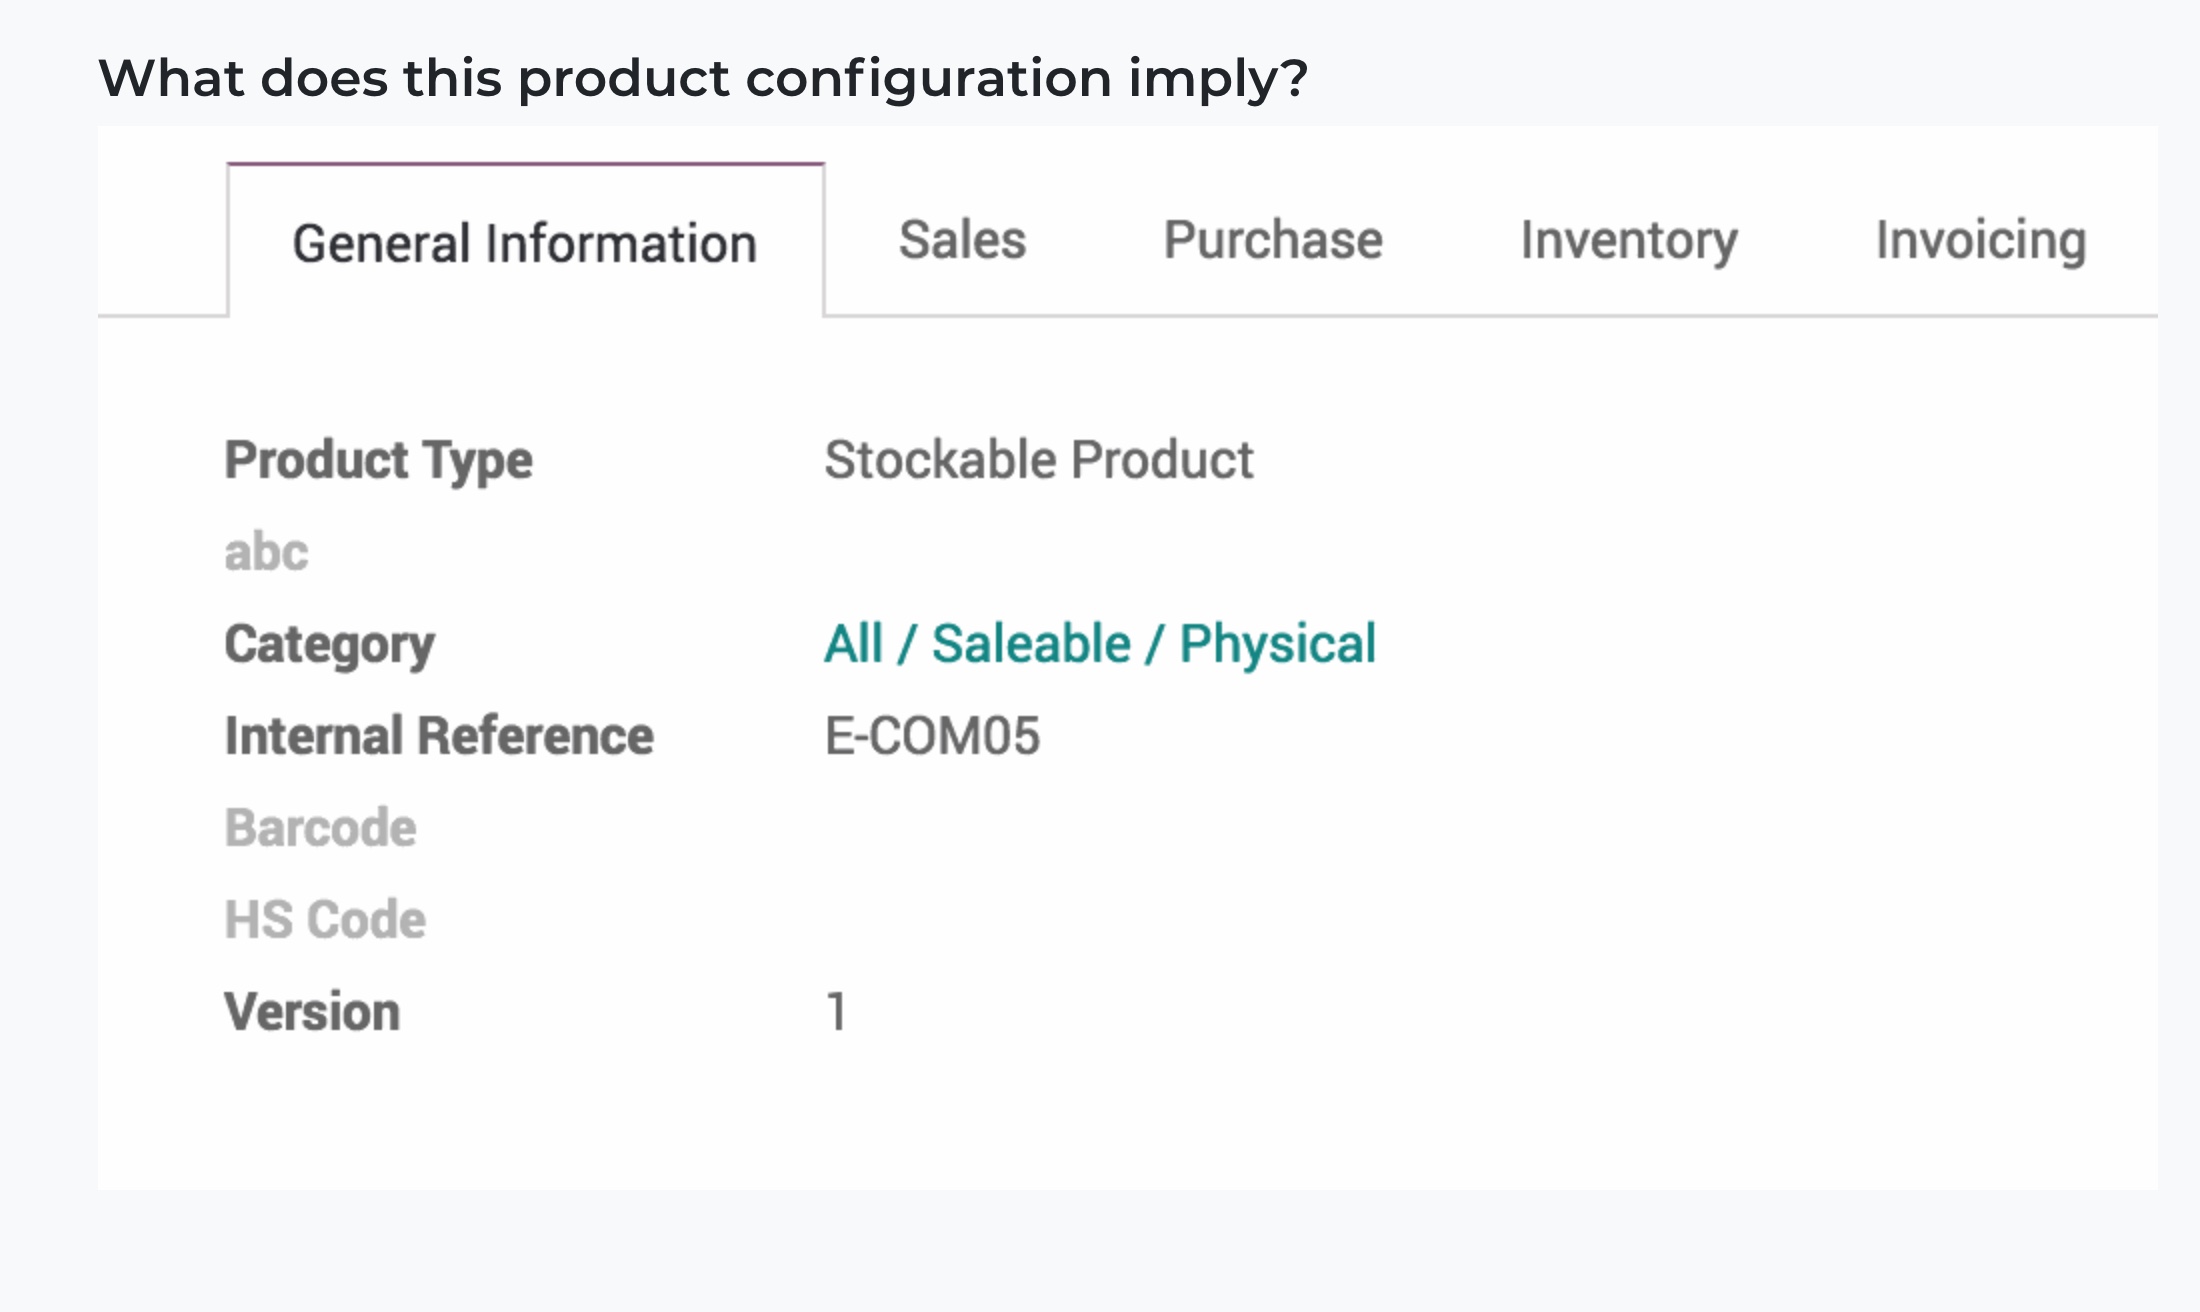 What does this product configuration imply?
General Information Sales Purchase Inventory Invoicing
Product Type Stockable Product
abc
Category All / Saleable / Physical
Internal Reference E-COM05
Barcode
HS Code
Version 1